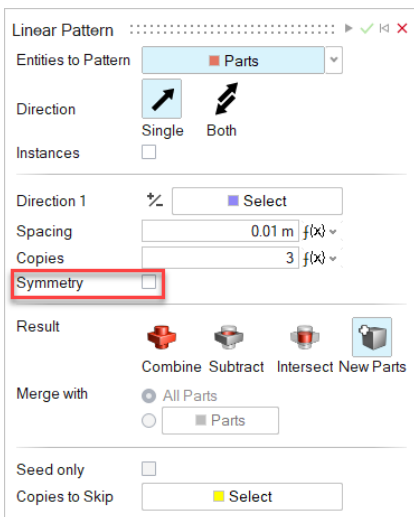 Linear Pattern
Entities to Pattern Parts
Direction
Single Both
Instances
Direction 1 +/- Select
Spacing 0.01 m f(x)
Copies 3 f(x)
Symmetry
Result
Combine Subtract Intersect New Parts
Merge with All Parts
Parts
Seed only
Copies to Skip Select